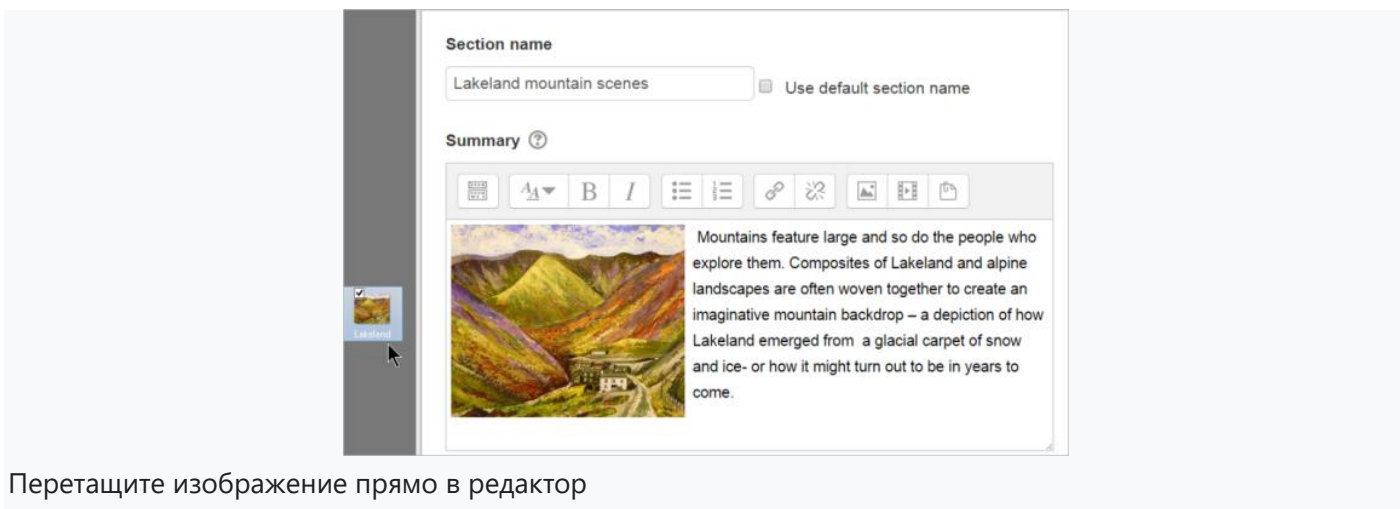 Section name
Lakeland mountain scenes
Use default section name
Summary
B I
Mountains feature large and so do the people who
explore them. Composites of Lakeland and alpine
landscapes are often woven together to create an
imaginative mountain backdrop – a depiction of how
Lakeland emerged from  a glacial carpet of snow
and ice- or how it might turn out to be in years to
come.
Lakeland
Перетащите изображение прямо в редактор